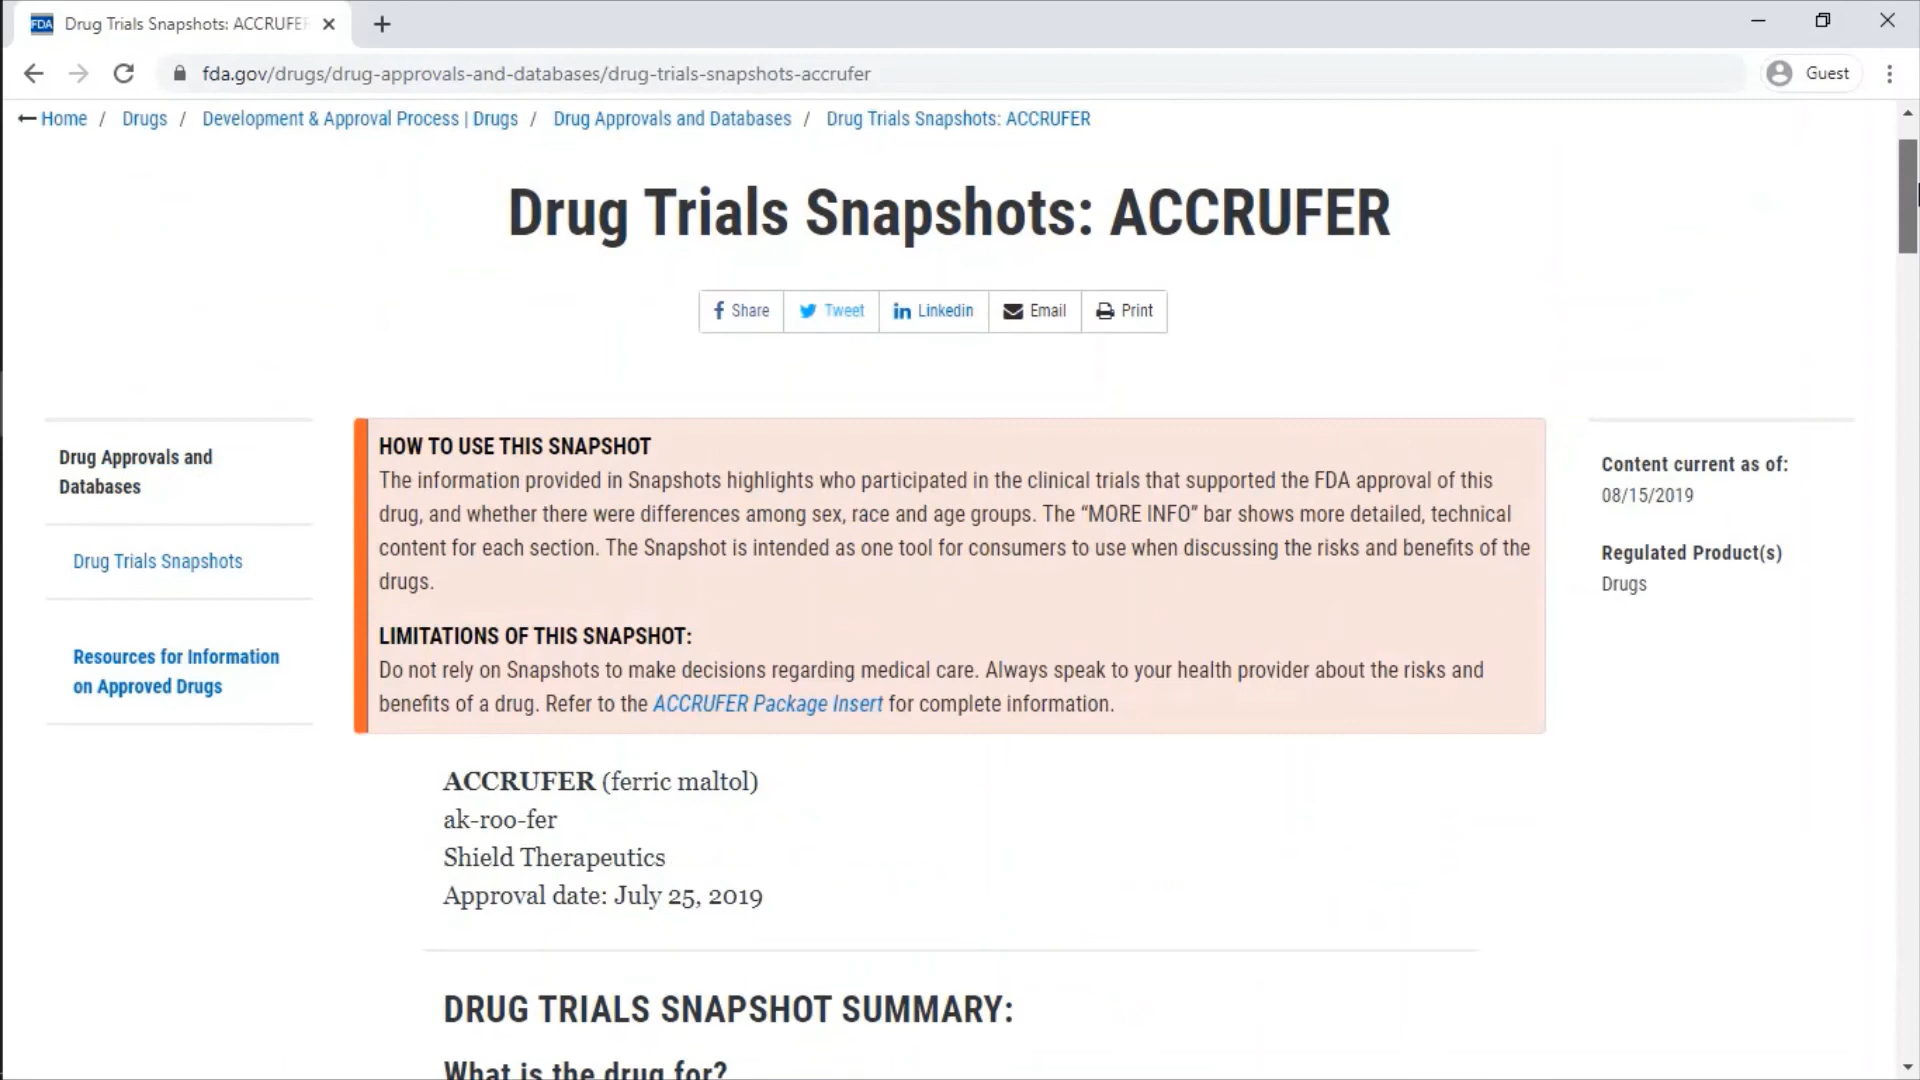 FDA
Drug Trials Snapshots: ACCRUFER
fda.gov/drugs/drug-approvals-and-databases/drug-trials-snapshots-accrufer
Guest
Home / Drugs / Development & Approval Process | Drugs / Drug Approvals and Databases / Drug Trials Snapshots: ACCRUFER
Drug Trials Snapshots: ACCRUFER
Share
Tweet
Linkedin
Email
Print
Drug Approvals and
Databases
Drug Trials Snapshots
Resources for Information
on Approved Drugs
HOW TO USE THIS SNAPSHOT
The information provided in Snapshots highlights who participated in the clinical trials that supported the FDA approval of this
drug, and whether there were differences among sex, race and age groups. The “MORE INFO” bar shows more detailed, technical
content for each section. The Snapshot is intended as one tool for consumers to use when discussing the risks and benefits of the
drugs.
LIMITATIONS OF THIS SNAPSHOT:
Do not rely on Snapshots to make decisions regarding medical care. Always speak to your health provider about the risks and
benefits of a drug. Refer to the ACCRUFER Package Insert for complete information.
Content current as of:
08/15/2019
Regulated Product(s)
Drugs
ACCRUFER (ferric maltol)
ak-roo-fer
Shield Therapeutics
Approval date: July 25, 2019
DRUG TRIALS SNAPSHOT SUMMARY:
What is the drug for?